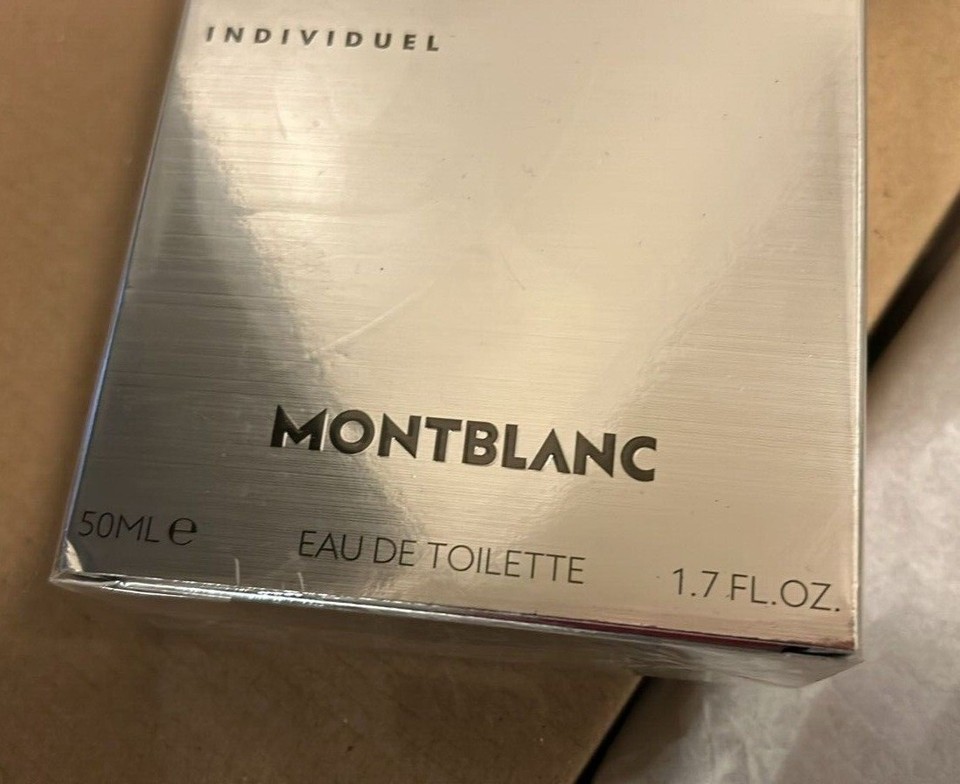 INDIVIDUEL
MONTBLANC
50ML ℮
EAU DE TOILETTE
1.7 FL.OZ.